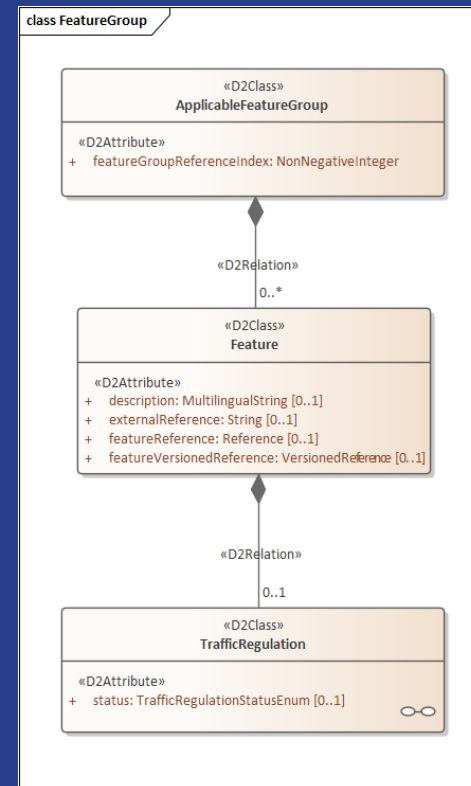 class FeatureGroup
«D2Class»
ApplicableFeatureGroup
«D2Attribute»
+ featureGroupReferenceIndex: NonNegativeInteger
«D2Relation»
0..*
«D2Class»
Feature
«D2Attribute»
+ description: MultilingualString [0..1]
+ externalReference: String [0..1]
+ featureReference: Reference [0..1]
+ featureVersionedReference: VersionedReference [0..1]
«D2Relation»
0..1
«D2Class»
TrafficRegulation
«D2Attribute»
+ status: TrafficRegulationStatusEnum [0..1]